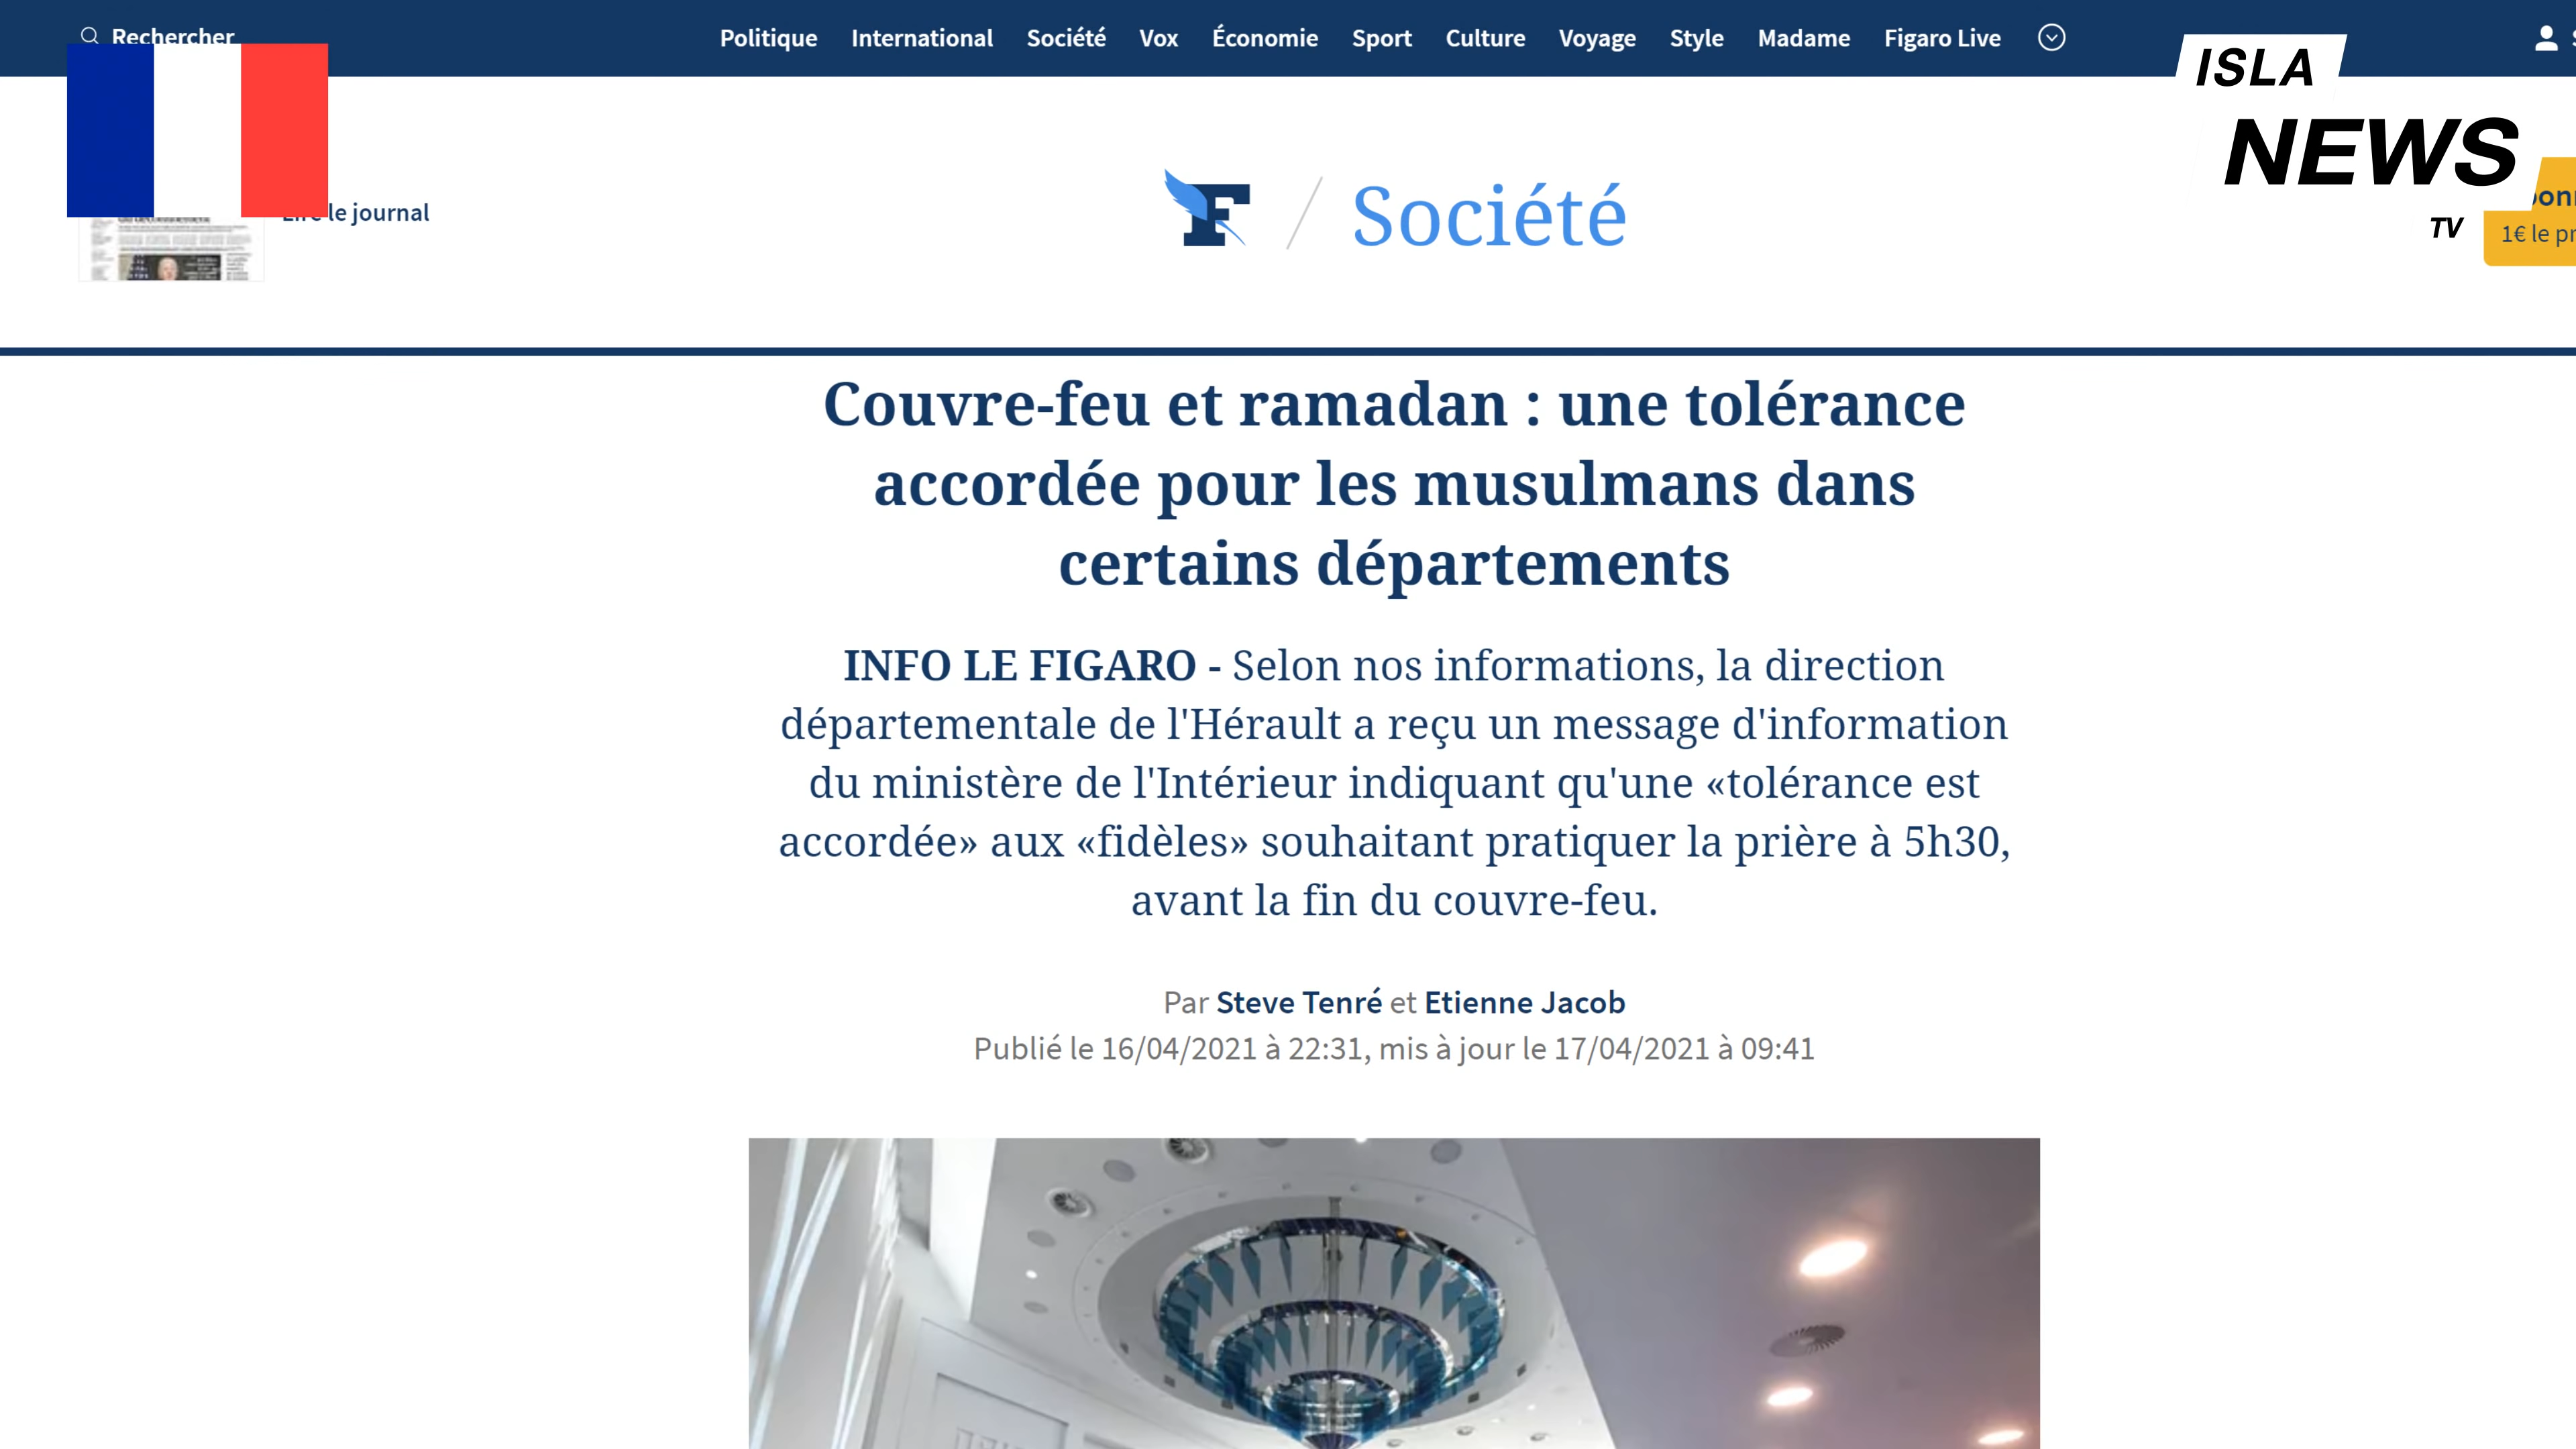 Rechercher
Politique International Société Vox Économie Sport Culture Voyage Style Madame Figaro Live
ISLA
NEWS
TV
le journal
F / Société
1€ le
Couvre-feu et ramadan : une tolérance
accordée pour les musulmans dans
certains départements
INFO LE FIGARO - Selon nos informations, la direction
départementale de l'Hérault a reçu un message d'information
du ministère de l'Intérieur indiquant qu'une «tolérance est
accordée» aux «fidèles» souhaitant pratiquer la prière à 5h30,
avant la fin du couvre-feu.
Par Steve Tenré et Etienne Jacob
Publié le 16/04/2021 à 22:31, mis à jour le 17/04/2021 à 09:41